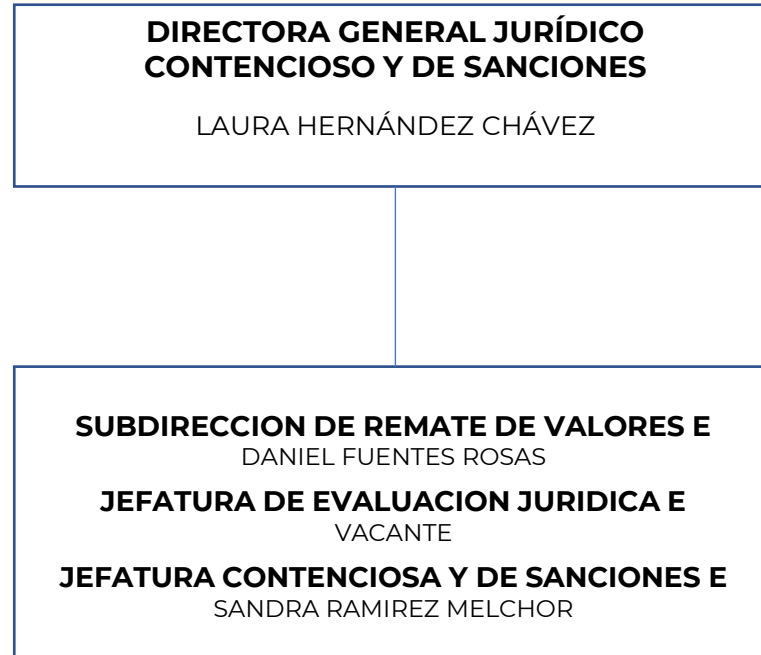 DIRECTORA GENERAL JURÍDICO
CONTENCIOSO Y DE SANCIONES
LAURA HERNÁNDEZ CHÁVEZ
SUBDIRECCION DE REMATE DE VALORES E
DANIEL FUENTES ROSAS
JEFATURA DE EVALUACION JURIDICA E
VACANTE
JEFATURA CONTENCIOSA Y DE SANCIONES E
SANDRA RAMIREZ MELCHOR